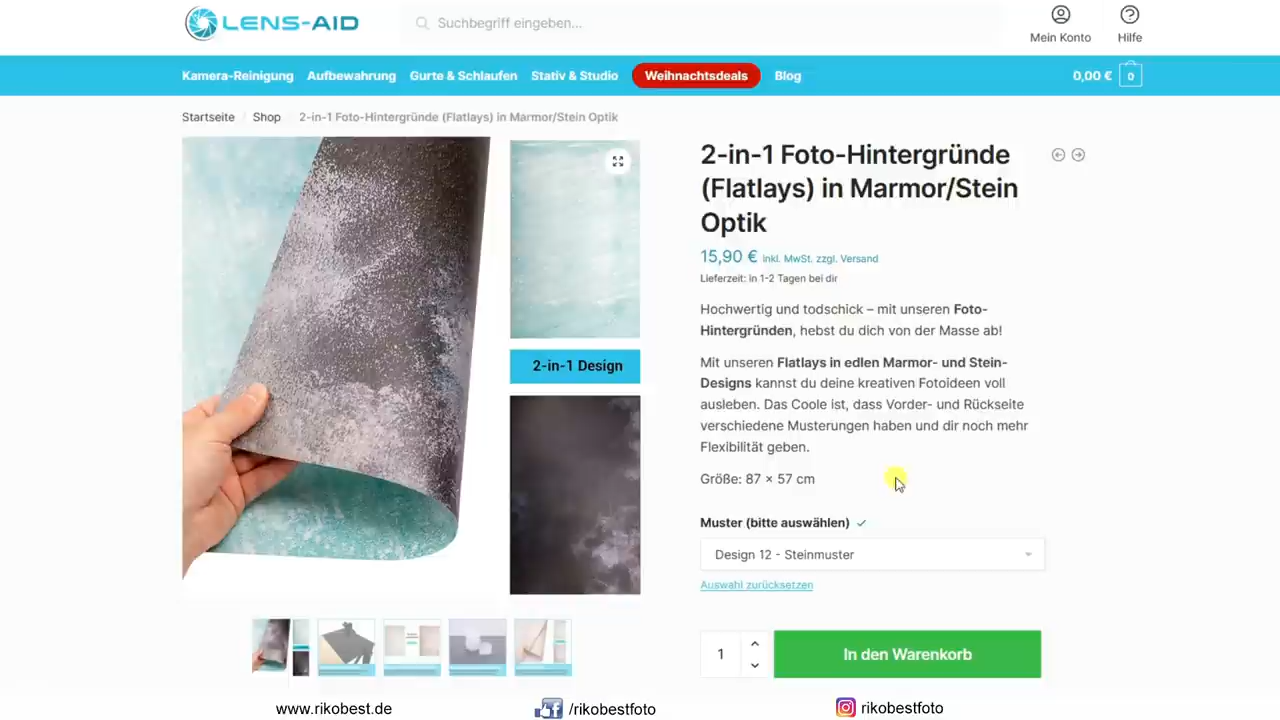 LENS-AID
Suchbegriff eingeben...
Mein Konto
Hilfe
Kamera-Reinigung
Aufbewahrung
Gurte & Schlaufen
Stativ & Studio
Weihnachtsdeals
Blog
0,00 €
0
Startseite / Shop / 2-in-1 Foto-Hintergründe (Flatlays) in Marmor/Stein Optik
2-in-1 Design
2-in-1 Foto-Hintergründe
(Flatlays) in Marmor/Stein
Optik
15,90 € inkl. MwSt. zzgl. Versand
Lieferzeit: in 1-2 Tagen bei dir
Hochwertig und todschick – mit unseren Foto-
Hintergründen, hebst du dich von der Masse ab!
Mit unseren Flatlays in edlen Marmor- und Stein-
Designs kannst du deine kreativen Fotoideen voll
ausleben. Das Coole ist, dass Vorder- und Rückseite
verschiedene Musterungen haben und dir noch mehr
Flexibilität geben.
Größe: 87 × 57 cm
Muster (bitte auswählen)
Design 12 - Steinmuster
Auswahl zurücksetzen
1
In den Warenkorb
www.rikobest.de
/rikobestfoto
rikobestfoto